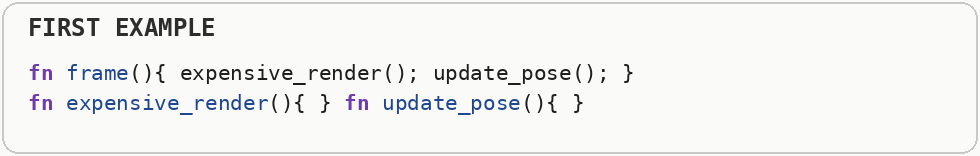 FIRST EXAMPLE
fn frame(){ expensive_render(); update_pose(); }
fn expensive_render(){ } fn update_pose(){ }